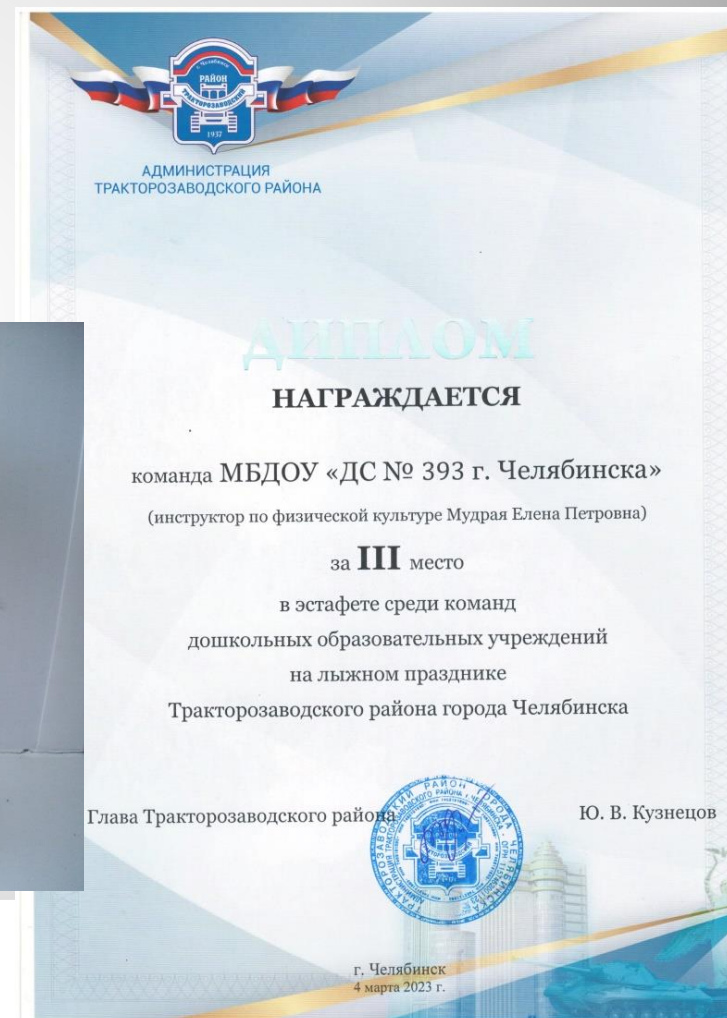 г. Челябинск
РАЙОН
ТРАКТОРОЗАВОДСКИЙ
1937
АДМИНИСТРАЦИЯ
ТРАКТОРОЗАВОДСКОГО РАЙОНА
ДИПЛОМ
НАГРАЖДАЕТСЯ
команда МБДОУ «ДС № 393 г. Челябинска»
(инструктор по физической культуре Мудрая Елена Петровна)
за III место
в эстафете среди команд
дошкольных образовательных учреждений
на лыжном празднике
Тракторозаводского района города Челябинска
Глава Тракторозаводского района
Ю. В. Кузнецов
г. Челябинск
4 марта 2023 г.